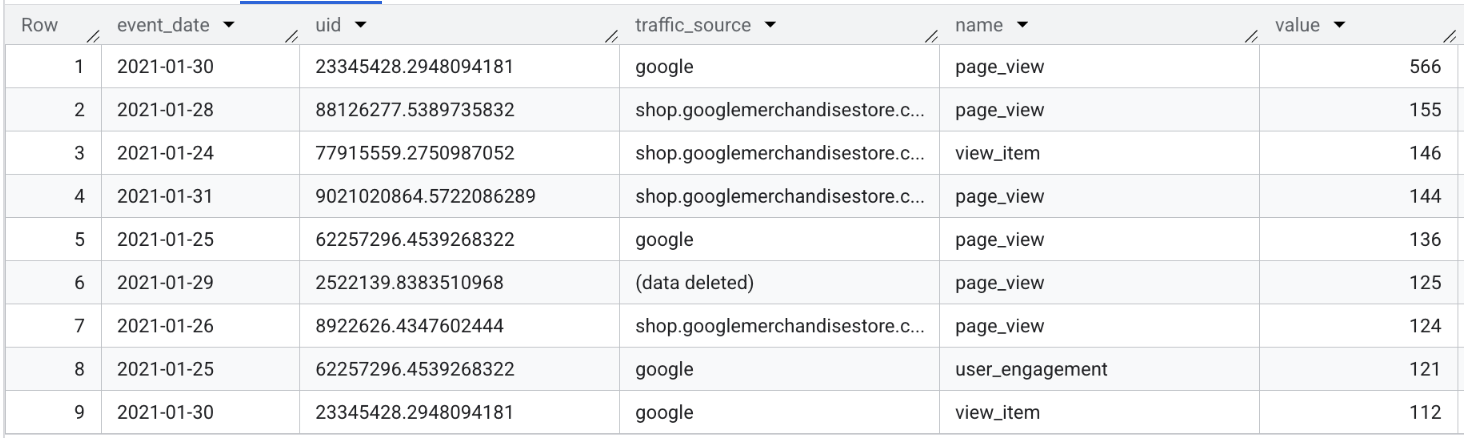 Row event_date uid traffic_source name value
1 2021-01-30 23345428.2948094181 google page_view 566
2 2021-01-28 88126277.5389735832 shop.googlemerchandisestore.c... page_view 155
3 2021-01-24 77915559.2750987052 shop.googlemerchandisestore.c... view_item 146
4 2021-01-31 9021020864.5722086289 shop.googlemerchandisestore.c... page_view 144
5 2021-01-25 62257296.4539268322 google page_view 136
6 2021-01-29 2522139.8383510968 (data deleted) page_view 125
7 2021-01-26 8922626.4347602444 shop.googlemerchandisestore.c... page_view 124
8 2021-01-25 62257296.4539268322 google user_engagement 121
9 2021-01-30 23345428.2948094181 google view_item 112